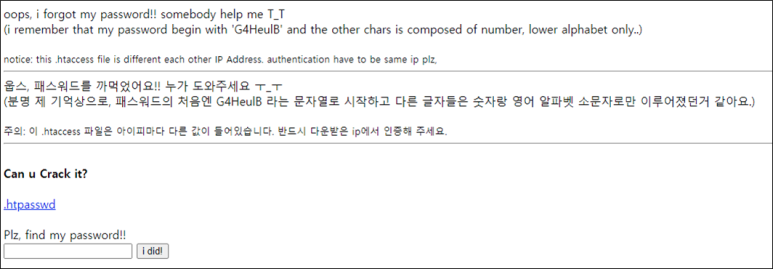 oops, i forgot my password!! somebody help me T_T
(i remember that my password begin with 'G4HeulB' and the other chars is composed of number, lower alphabet only..)
notice: this .htaccess file is different each other IP Address. authentication have to be same ip plz,
웁스, 패스워드를 까먹었어요!! 누가 도와주세요 ㅜ_ㅜ
(분명 제 기억상으로, 패스워드의 처음엔 G4HeulB 라는 문자열로 시작하고 다른 글자들은 숫자랑 영어 알파벳 소문자로만 이루어졌던거 같아요.)
주의: 이 .htaccess 파일은 아이피마다 다른 값이 들어있습니다. 반드시 다운받은 ip에서 인증해 주세요.
Can u Crack it?
.htpasswd
Plz, find my password!!
i did!